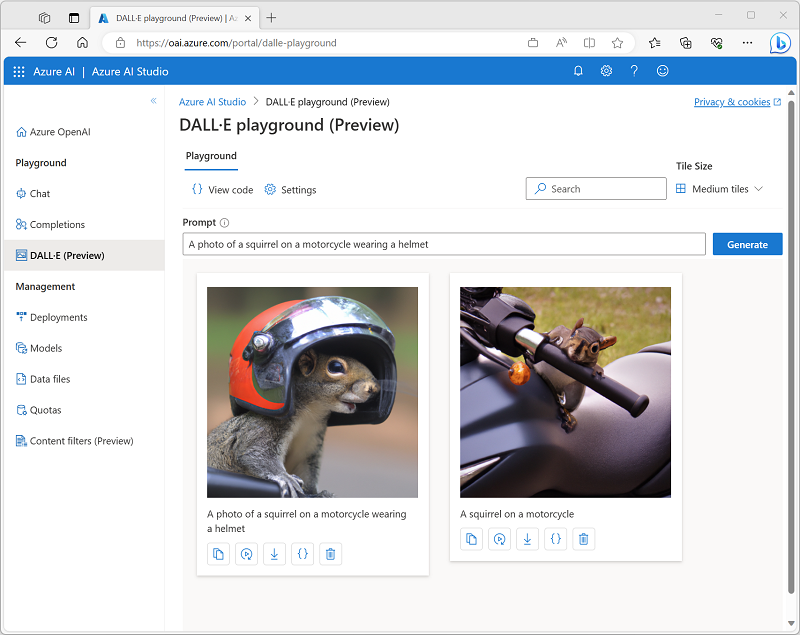 DALL·E playground (Preview) | Az
https://oai.azure.com/portal/dalle-playground
Azure AI | Azure AI Studio
Azure AI Studio > DALL·E playground (Preview)
Privacy & cookies
DALL·E playground (Preview)
Azure OpenAI
Playground
Chat
Completions
DALL·E (Preview)
Management
Deployments
Models
Data files
Quotas
Content filters (Preview)
Playground
View code
Settings
Search
Tile Size
Medium tiles
Prompt
A photo of a squirrel on a motorcycle wearing a helmet
Generate
A photo of a squirrel on a motorcycle wearing
a helmet
A squirrel on a motorcycle